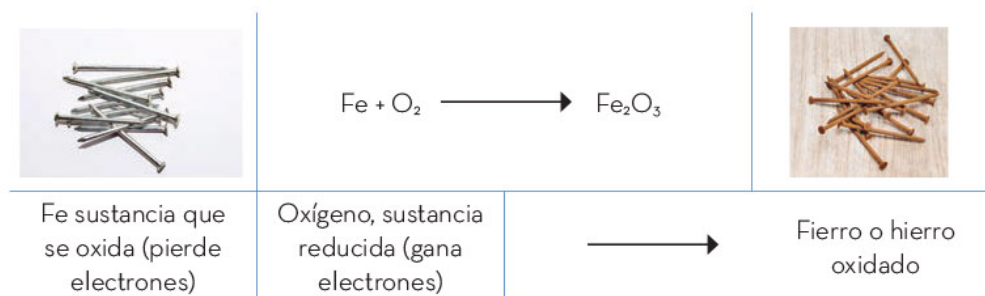 Fe + O₂ ⟶ Fe₂O₃
Fe sustancia que
se oxida (pierde
electrones)
Oxígeno, sustancia
reducida (gana
electrones)
⟶
Fierro o hierro
oxidado